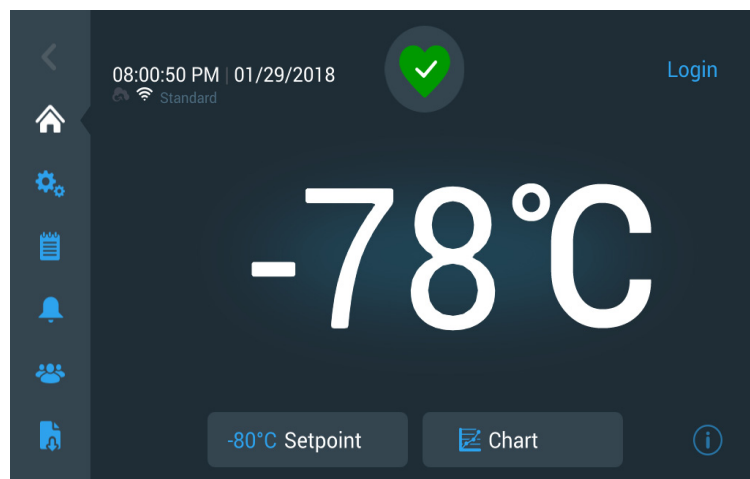 08:00:50 PM | 01/29/2018
Login
Standard
-78°C
-80°C Setpoint
Chart